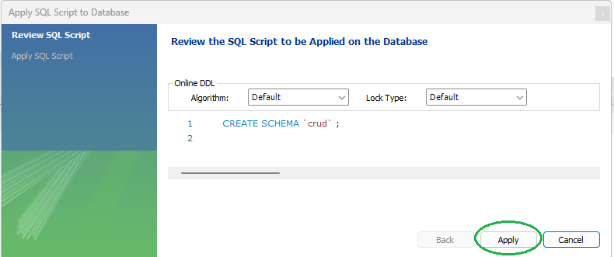 Apply SQL Script to Database
Review SQL Script
Apply SQL Script
Review the SQL Script to be Applied on the Database
Online DDL
Algorithm: Default Lock Type: Default
1 CREATE SCHEMA `crud` ;
2
Back Apply Cancel